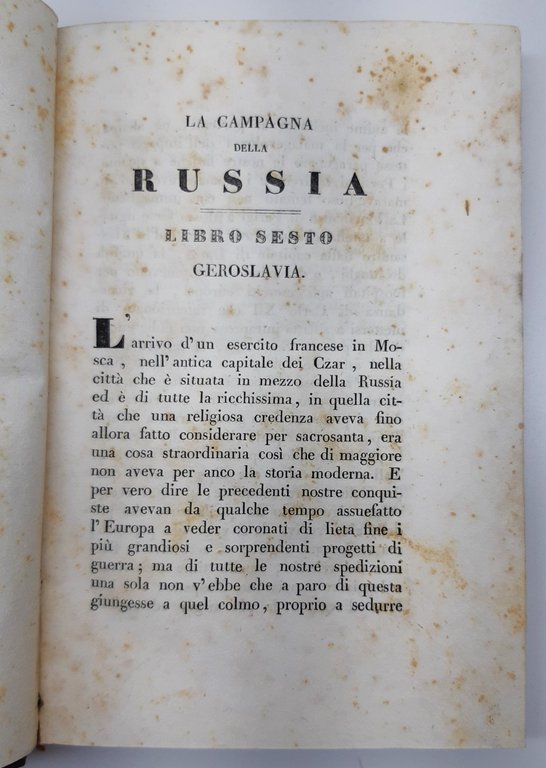 LA CAMPAGNA
DELLA
RUSSIA
LIBRO SESTO
GEROSLAVIA.
L'arrivo d'un esercito francese in Mo-
sca, nell'antica capitale dei Czar, nella
città che è situata in mezzo della Russia
ed è di tutte la ricchissima, in quella cit-
tà che una religiosa credenza aveva fino
allora fatto considerare per sacrosanta, era
una cosa straordinaria così che di maggiore
non aveva per anco la storia moderna. E
per vero dire le precedenti nostre conqui-
ste avevan da qualche tempo assuefatto
l'Europa a veder coronati di lieta fine i
più grandiosi e sorprendenti progetti di
guerra; ma di tutte le nostre spedizioni
una sola non v'ebbe che a paro di questa
giungesse a quel colmo, proprio a sedurre